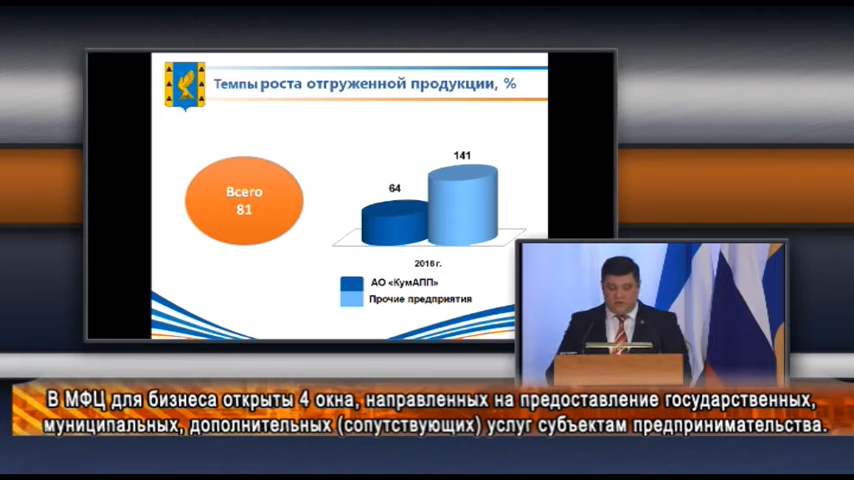 Темпы роста отгруженной продукции, %
Всего
81
64
141
2016 г.
АО «КумАПП»
Прочие предприятия
В МФЦ для бизнеса открыты 4 окна, направленных на предоставление государственных,
муниципальных, дополнительных (сопутствующих) услуг субъектам предпринимательства.